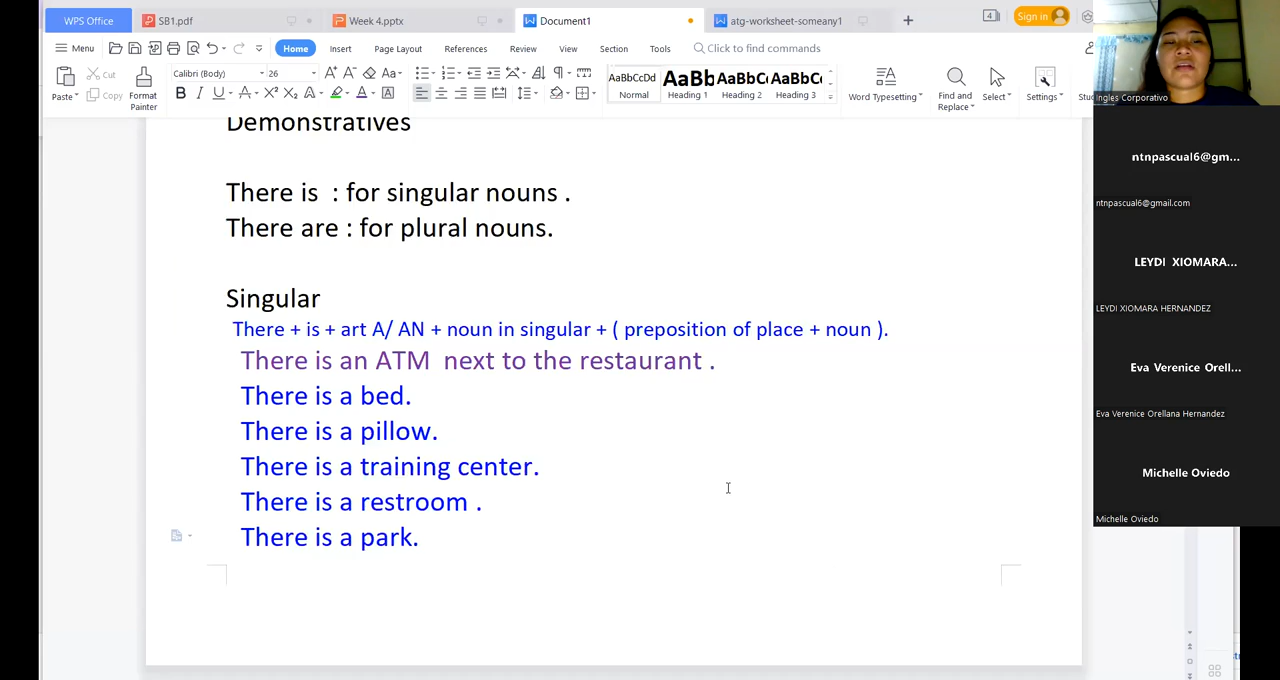 WPS Office
SB1.pdf
Week 4.pptx
Document1
atg-worksheet-someany1
4
Sign in
Menu
Home
Insert
Page Layout
References
Review
View
Section
Tools
Click to find commands
Paste
Cut
Copy
Format Painter
Calibri (Body)
26
AaBbCcDd
Normal
AaBb
Heading 1
AaBbC
Heading 2
AaBbC
Heading 3
Word Typesetting
Find and Replace
Select
Settings
Ingles Corporativo
Demonstratives
There is : for singular nouns .
There are : for plural nouns.
Singular
There + is + art A/ AN + noun in singular + ( preposition of place + noun ).
There is an ATM next to the restaurant .
There is a bed.
There is a pillow.
There is a training center.
There is a restroom .
There is a park.
ntnpascual6@gm...
ntnpascual6@gmail.com
LEYDI XIOMARA...
LEYDI XIOMARA HERNANDEZ
Eva Verenice Orell...
Eva Verenice Orellana Hernandez
Michelle Oviedo
Michelle Oviedo